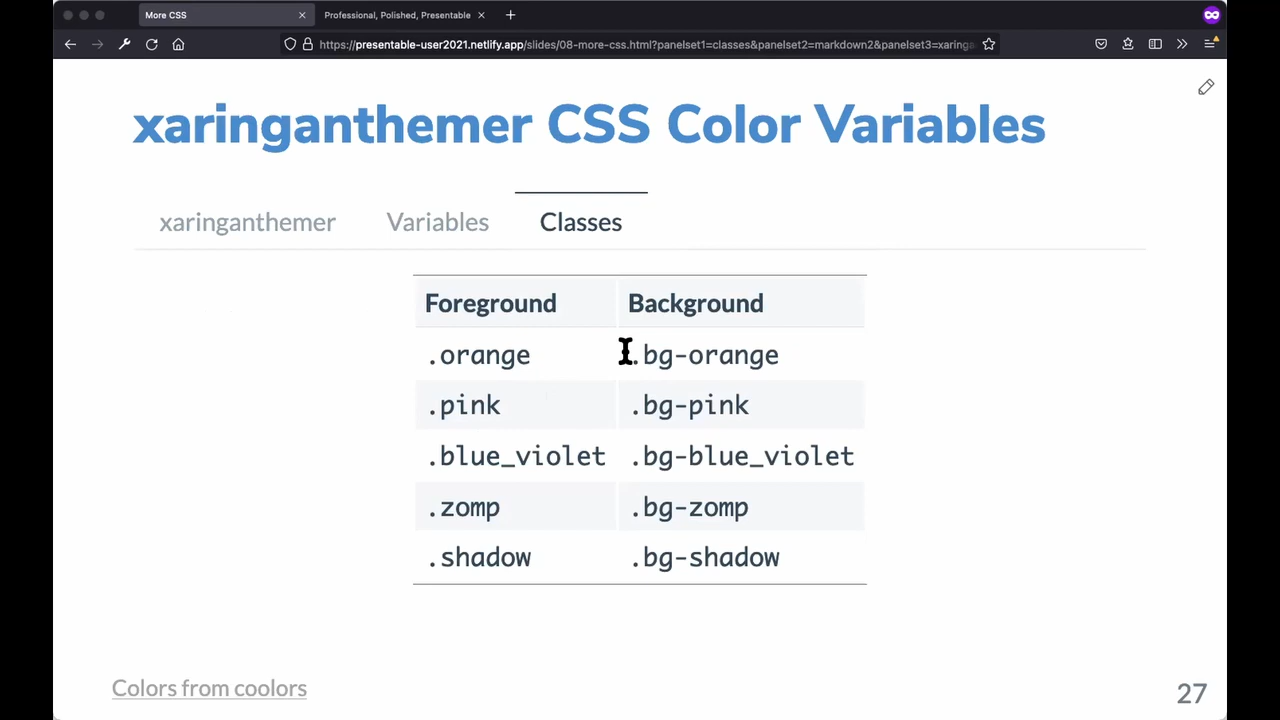 More CSS
Professional, Polished, Presentable
https://presentable-user2021.netlify.app/slides/08-more-css.html?panelset1=classes&panelset2=markdown2&panelset3=xaringa
xaringanthemer CSS Color Variables
xaringanthemer Variables Classes
Foreground Background
.orange .bg-orange
.pink .bg-pink
.blue_violet .bg-blue_violet
.zomp .bg-zomp
.shadow .bg-shadow
Colors from coolors
27